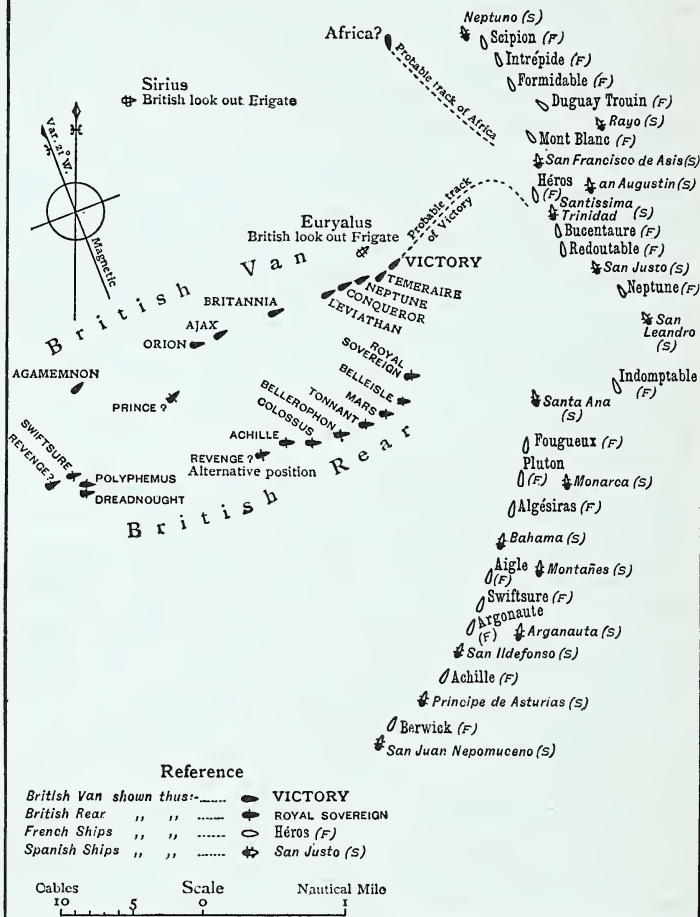 Neptuno (S)
Africa?
Scipion (F)
Intrépide (F)
Formidable (F)
Probable track of Africa
Sirius
British look out Erigate
Duguay Trouin (F)
Rayo (S)
Mont Blanc (F)
San Francisco de Asis (S)
Var. 21° W.
Magnetic
Héros
(F)
an Augustin (S)
Santissima
Trinidad (S)
Probable track
of Victory
Euryalus
British look out Frigate
Bucentaure (F)
Redoutable (F)
San Justo (S)
VICTORY
British Van
TEMERAIRE
NEPTUNE
CONQUEROR
LEVIATHAN
Neptune (F)
BRITANNIA
AJAX
ORION
San
Leandro
(S)
ROYAL
SOVEREIGN
AGAMEMNON
Indomptable
(F)
PRINCE ?
BELLEISLE
MARS
TONNANT
BELLEROPHON
COLOSSUS
ACHILLE
Santa Ana
(S)
REVENGE ?
Alternative position
British Rear
SWIFTSURE
REVENGE?
POLYPHEMUS
DREADNOUGHT
Fougueux (F)
Pluton
(F)
Monarca (S)
Algésiras (F)
Bahama (S)
Aigle
(F)
Montañes (S)
Swiftsure (F)
Argonaute
(F)
Arganauta (S)
San Ildefonso (S)
Achille (F)
Principe de Asturias (S)
Berwick (F)
San Juan Nepomuceno (S)
Reference
British Van shown thus:- VICTORY
British Rear ,, ,, ROYAL SOVEREIGN
French Ships ,, ,, Héros (F)
Spanish Ships ,, ,, San Justo (S)
Cables Scale Nautical Mile
10 5 0 1